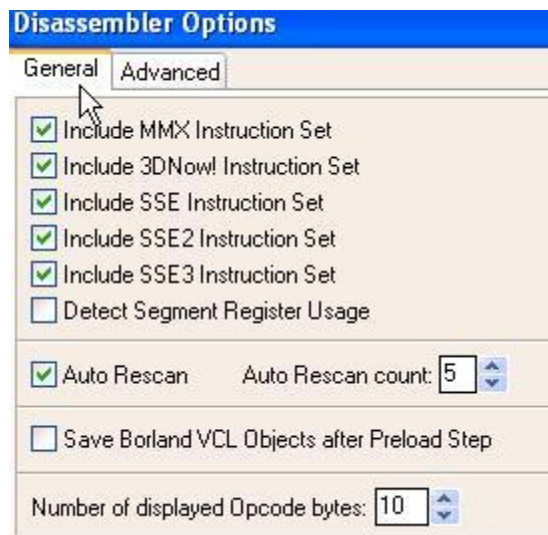 Disassembler Options
General Advanced
Include MMX Instruction Set
Include 3DNow! Instruction Set
Include SSE Instruction Set
Include SSE2 Instruction Set
Include SSE3 Instruction Set
Detect Segment Register Usage
Auto Rescan Auto Rescan count: 5
Save Borland VCL Objects after Preload Step
Number of displayed Opcode bytes: 10